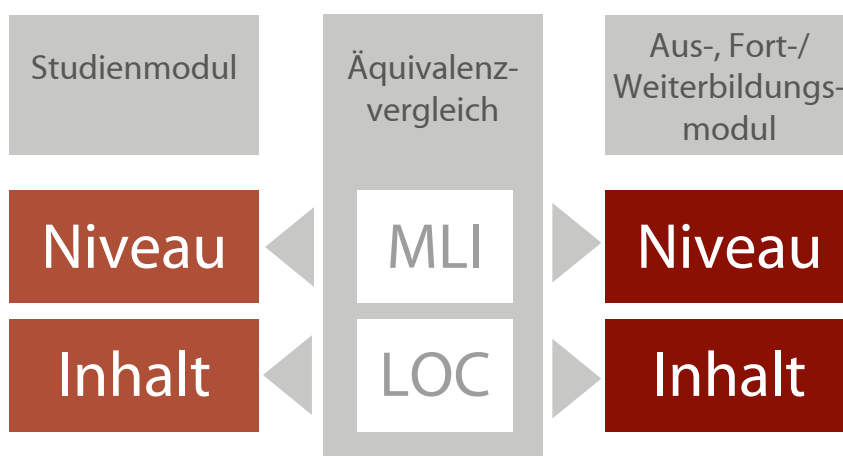 Studienmodul
Äquivalenz-
vergleich
Aus-, Fort-/
Weiterbildungs-
modul
Niveau
MLI
Niveau
Inhalt
LOC
Inhalt